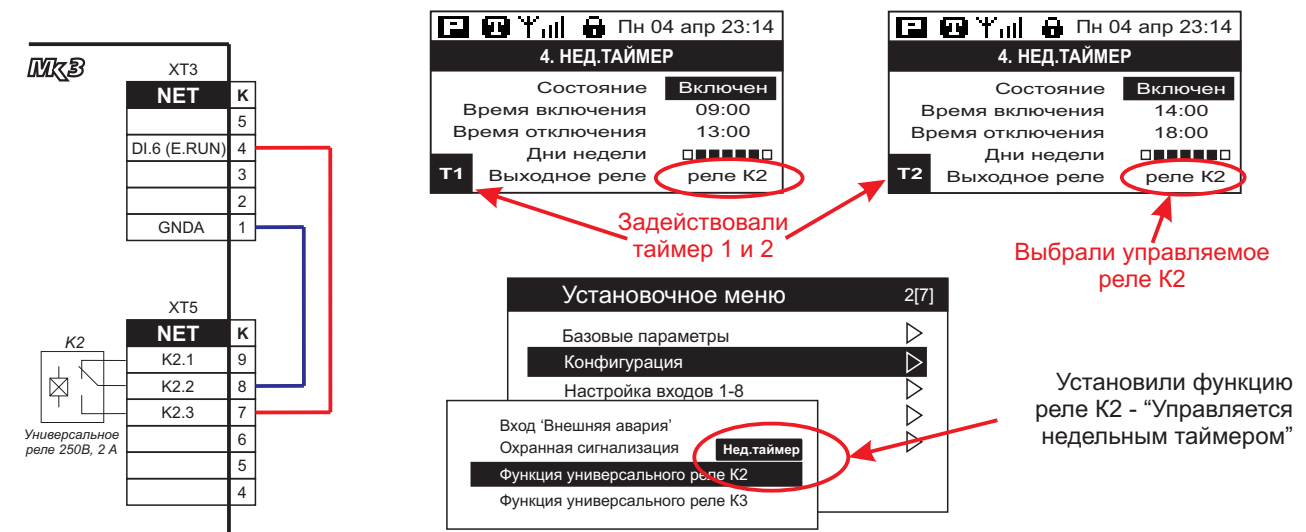 Мк3
XT3
NET K
5
DI.6 (E.RUN) 4
3
2
GNDA 1
XT5
NET K
K2
K2.1 9
K2.2 8
K2.3 7
6
5
4
Универсальное
реле 250В, 2 А
Пн 04 апр 23:14
4. НЕД.ТАЙМЕР
Состояние Включен
Время включения 09:00
Время отключения 13:00
Дни недели
T1 Выходное реле реле К2
Пн 04 апр 23:14
4. НЕД.ТАЙМЕР
Состояние Включен
Время включения 14:00
Время отключения 18:00
Дни недели
T2 Выходное реле реле К2
Задействовали
таймер 1 и 2
Выбрали управляемое
реле К2
Установочное меню 2[7]
Базовые параметры
Конфигурация
Настройка входов 1-8
Вход ‘Внешняя авария’
Охранная сигнализация Нед.таймер
Функция универсального реле К2
Функция универсального реле К3
Установили функцию
реле К2 - “Управляется
недельным таймером”